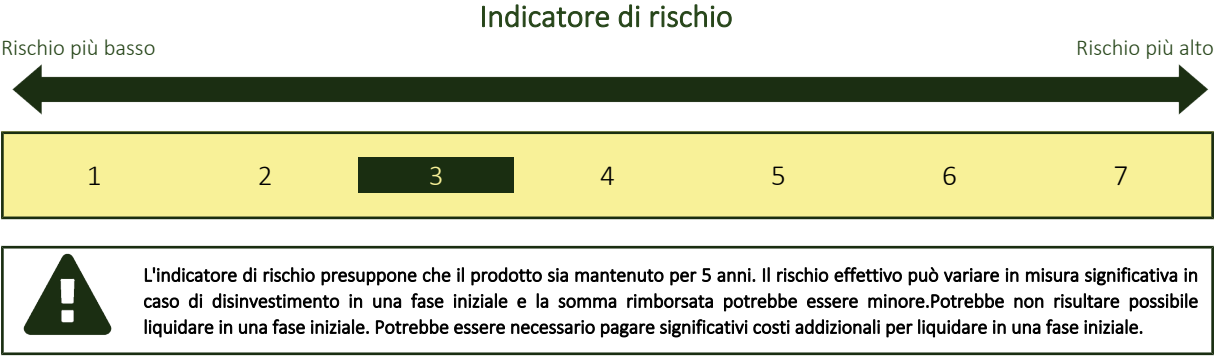 Indicatore di rischio
Rischio più basso Rischio più alto
1 2 3 4 5 6 7
L'indicatore di rischio presuppone che il prodotto sia mantenuto per 5 anni. Il rischio effettivo può variare in misura significativa in
caso di disinvestimento in una fase iniziale e la somma rimborsata potrebbe essere minore.Potrebbe non risultare possibile
liquidare in una fase iniziale. Potrebbe essere necessario pagare significativi costi addizionali per liquidare in una fase iniziale.